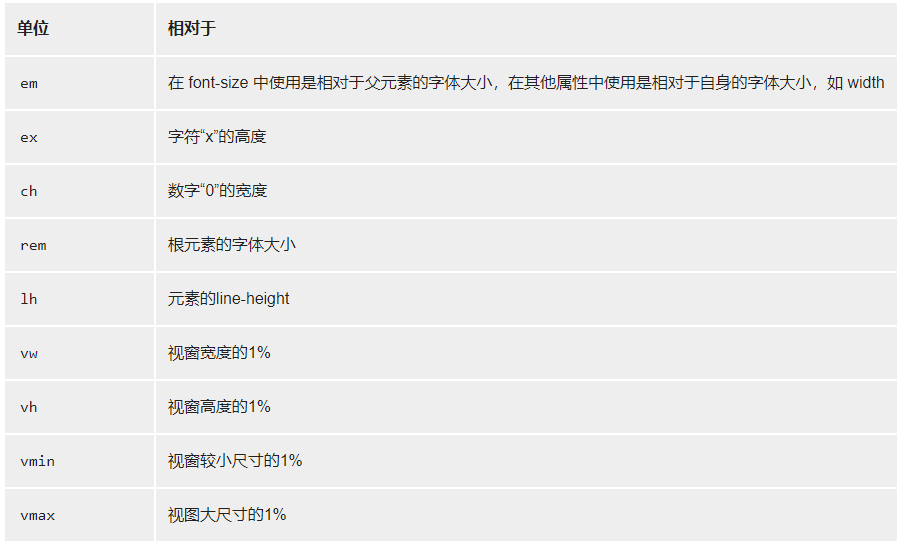 单位 相对于
em 在 font-size 中使用是相对于父元素的字体大小，在其他属性中使用是相对于自身的字体大小，如 width
ex 字符“x”的高度
ch 数字“0”的宽度
rem 根元素的字体大小
lh 元素的line-height
vw 视窗宽度的1%
vh 视窗高度的1%
vmin 视窗较小尺寸的1%
vmax 视图大尺寸的1%